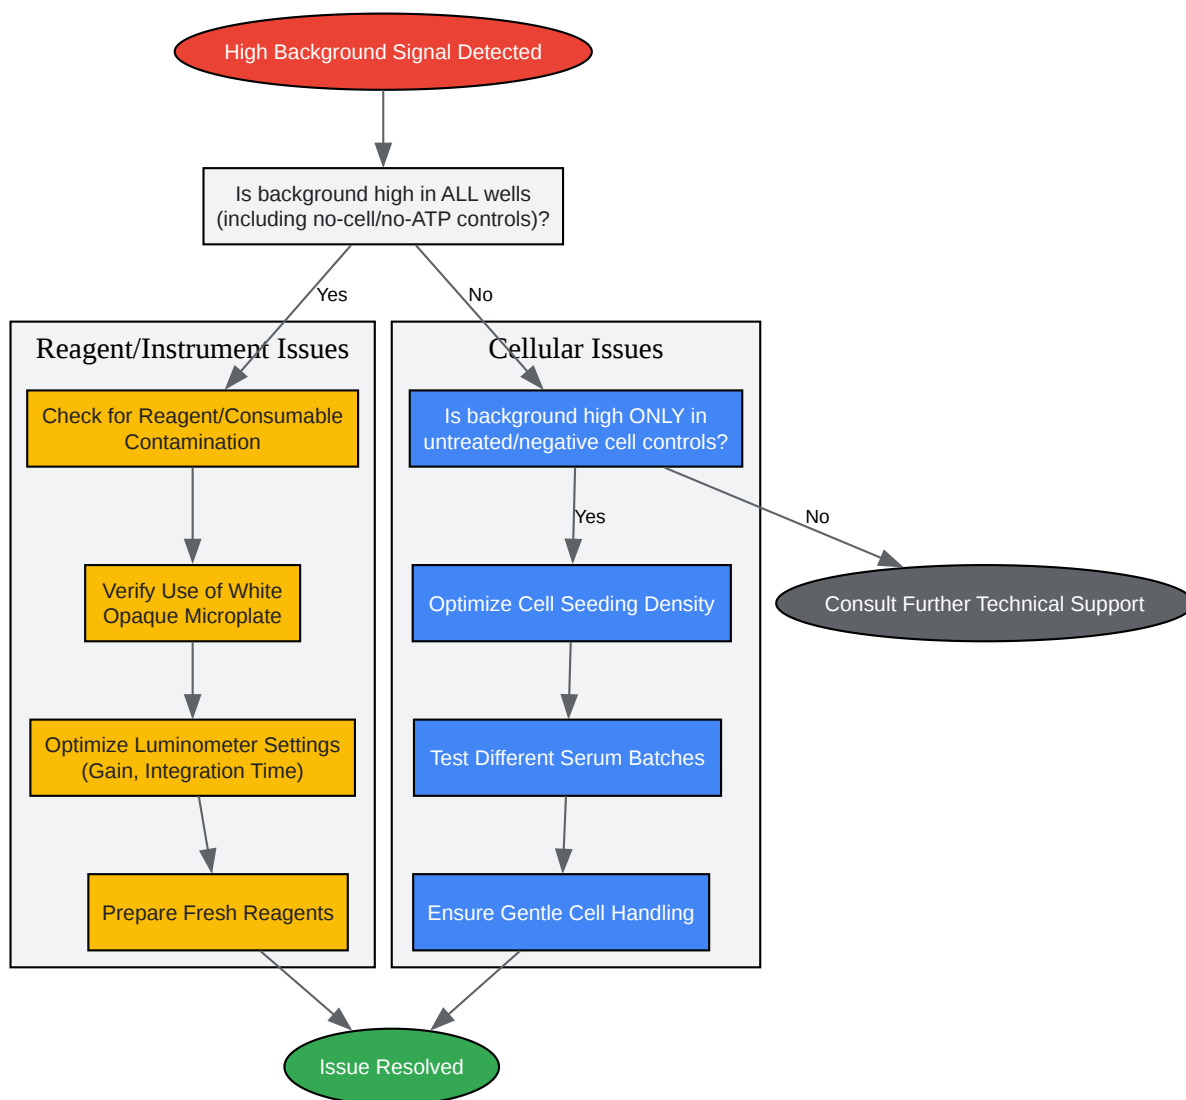 High Background Signal Detected
Is background high in ALL wells
(including no-cell/no-ATP controls)?
Yes
No
Reagent/Instrument Issues
Cellular Issues
Check for Reagent/Consumable
Contamination
Is background high ONLY in
untreated/negative cell controls?
Yes
No
Verify Use of White
Opaque Microplate
Optimize Cell Seeding Density
Consult Further Technical Support
Optimize Luminometer Settings
(Gain, Integration Time)
Test Different Serum Batches
Prepare Fresh Reagents
Ensure Gentle Cell Handling
Issue Resolved